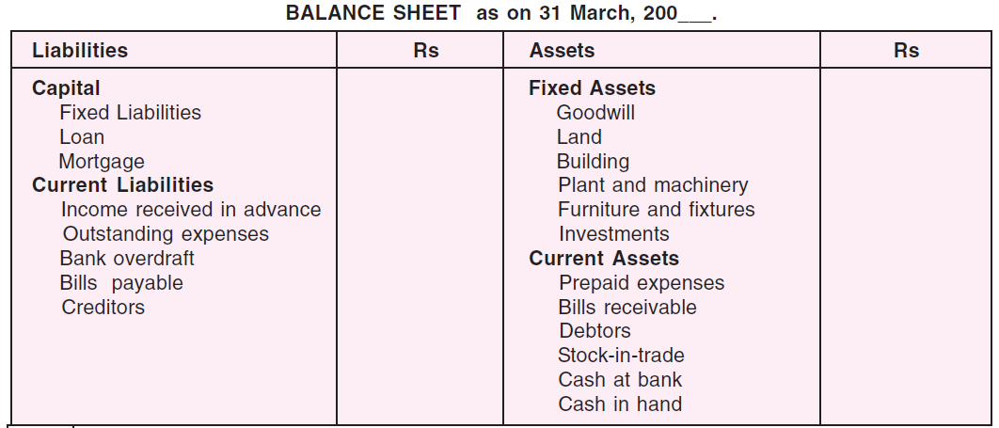 BALANCE SHEET as on 31 March, 200___.
Liabilities Rs Assets Rs
Capital
Fixed Liabilities
Loan
Mortgage
Current Liabilities
Income received in advance
Outstanding expenses
Bank overdraft
Bills payable
Creditors
Fixed Assets
Goodwill
Land
Building
Plant and machinery
Furniture and fixtures
Investments
Current Assets
Prepaid expenses
Bills receivable
Debtors
Stock-in-trade
Cash at bank
Cash in hand